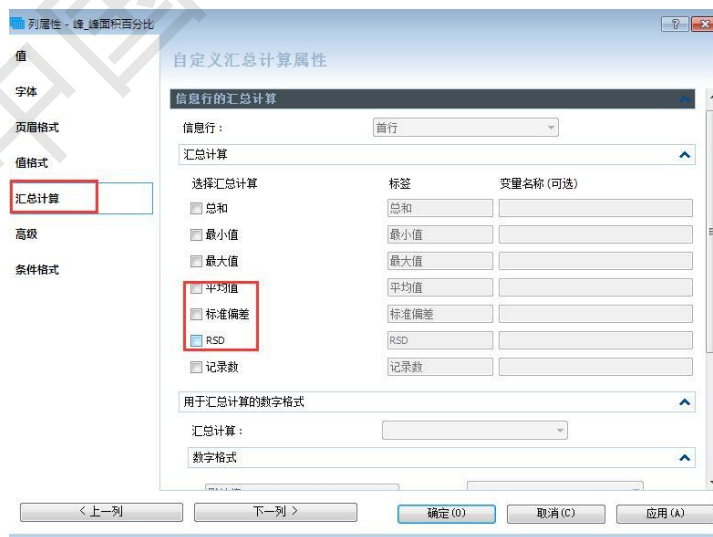 列属性 - 峰_峰面积百分比
值
字体
页眉格式
值格式
汇总计算
高级
条件格式
自定义汇总计算属性
信息行的汇总计算
信息行： 首行
汇总计算
选择汇总计算 标签 变量名称(可选)
总和 总和
最小值 最小值
最大值 最大值
平均值 平均值
标准偏差 标准偏差
RSD RSD
记录数 记录数
用于汇总计算的数字格式
汇总计算：
数字格式
< 上一列 下一列 > 确定(O) 取消(C) 应用(A)
中国